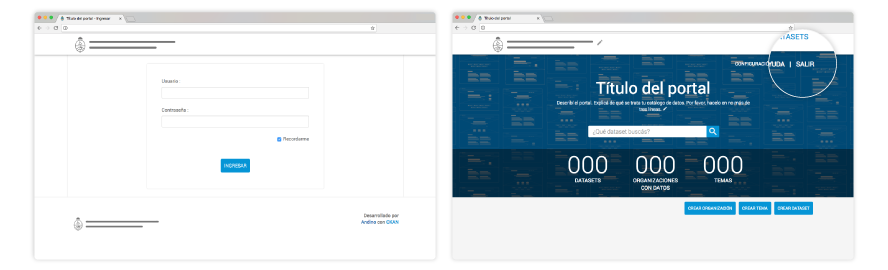 Título del portal - Ingresar
Usuario:
Contraseña:
Recordarme
INGRESAR
Desarrollado por
Andino con CKAN
Título del portal
DATASETS
CONFIGURACIÓ
YUDA | SALIR
Título del portal
Describí al portal. Explicá de qué se trata tu catálogo de datos. Por favor, hacelo en no más de
tres líneas.
¿Qué dataset buscás?
000 000 000
DATASETS ORGANIZACIONES TEMAS
CON DATOS
CREAR ORGANIZACIÓN CREAR TEMA CREAR DATASET